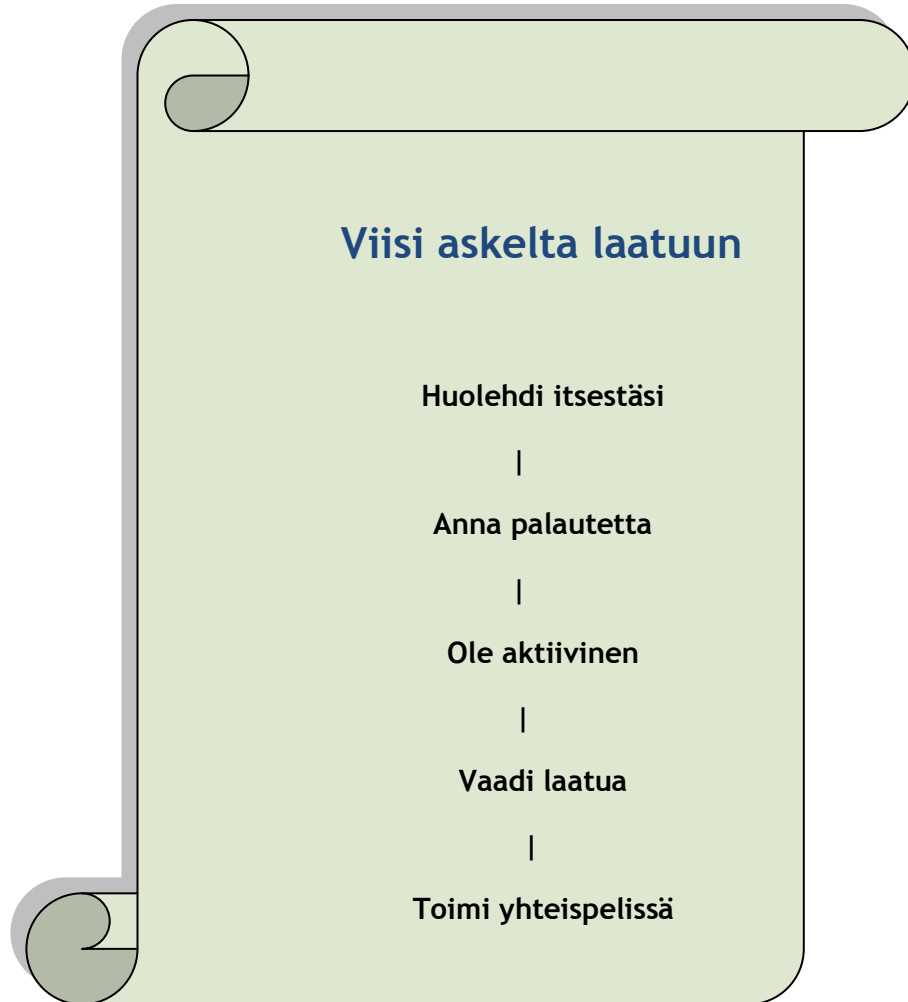 Viisi askelta laatuun
Huolehdi itsestäsi
|
Anna palautetta
|
Ole aktiivinen
|
Vaadi laatua
|
Toimi yhteispelissä